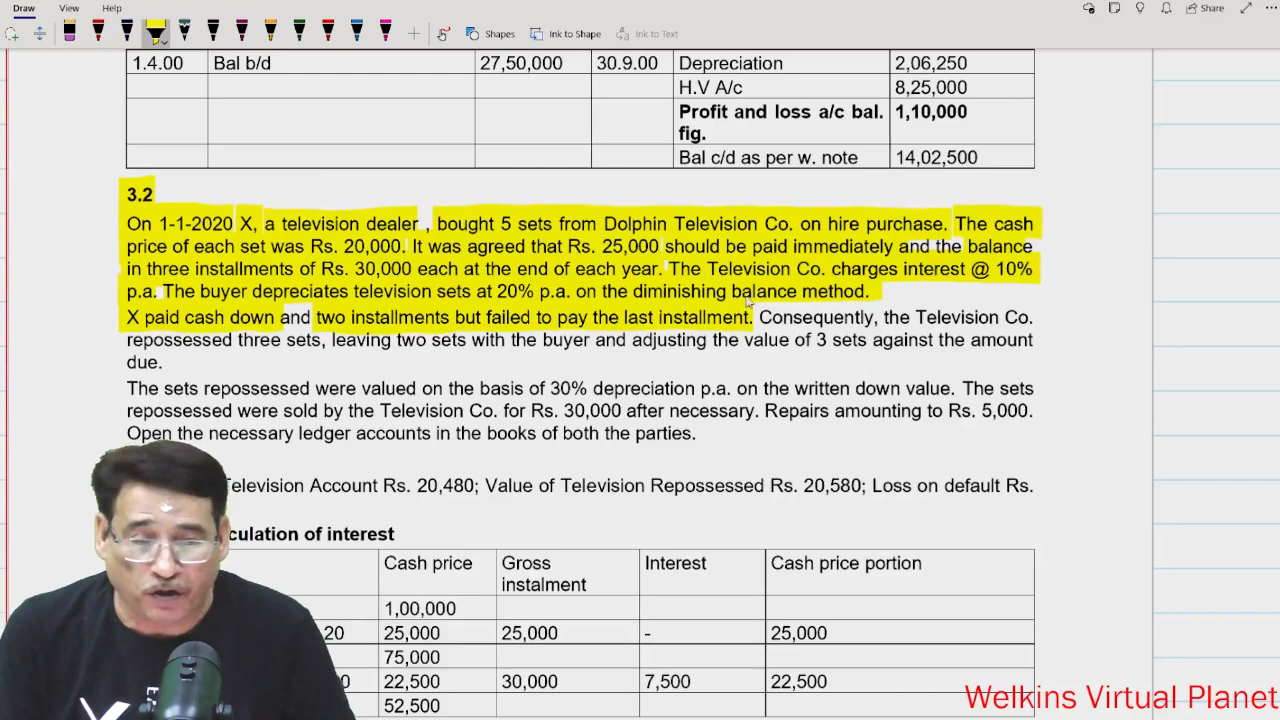 Draw View Help
Shapes Ink to Shape Ink to Text Share
1.4.00 Bal b/d 27,50,000 30.9.00 Depreciation 2,06,250
H.V A/c 8,25,000
Profit and loss a/c bal. 1,10,000
fig.
Bal c/d as per w. note 14,02,500
3.2
On 1-1-2020 X, a television dealer , bought 5 sets from Dolphin Television Co. on hire purchase. The cash
price of each set was Rs. 20,000. It was agreed that Rs. 25,000 should be paid immediately and the balance
in three installments of Rs. 30,000 each at the end of each year. The Television Co. charges interest @ 10%
p.a. The buyer depreciates television sets at 20% p.a. on the diminishing balance method.
X paid cash down and two installments but failed to pay the last installment. Consequently, the Television Co.
repossessed three sets, leaving two sets with the buyer and adjusting the value of 3 sets against the amount
due.
The sets repossessed were valued on the basis of 30% depreciation p.a. on the written down value. The sets
repossessed were sold by the Television Co. for Rs. 30,000 after necessary. Repairs amounting to Rs. 5,000.
Open the necessary ledger accounts in the books of both the parties.
Television Account Rs. 20,480; Value of Television Repossessed Rs. 20,580; Loss on default Rs.
culation of interest
Cash price Gross Interest Cash price portion
instalment
1,00,000
20 25,000 25,000 - 25,000
75,000
0 22,500 30,000 7,500 22,500
52,500
Welkins Virtual Planet